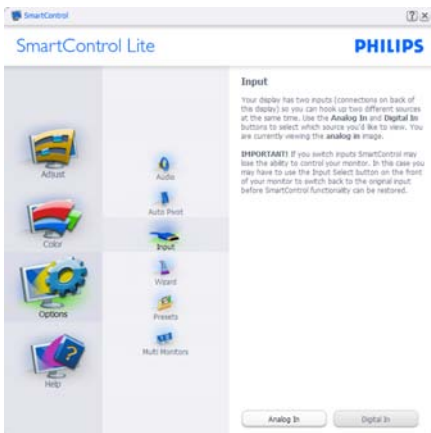 SmartControl
SmartControl Lite
PHILIPS
Adjust
Color
Options
Help
Audio
Auto Pivot
Input
Wizard
Presets
Multi Monitors
Input
Your display has two inputs (connections on back of
this display) so you can hook up two different sources
at the same time. Use the Analog In and Digital In
buttons to select which source you'd like to view. You
are currently viewing the analog in image.
IMPORTANT! If you switch inputs SmartControl may
lose the ability to control your monitor. In this case you
may have to use the Input Select button on the front
of your monitor to switch back to the original input
before SmartControl functionality can be restored.
Analog In
Digital In